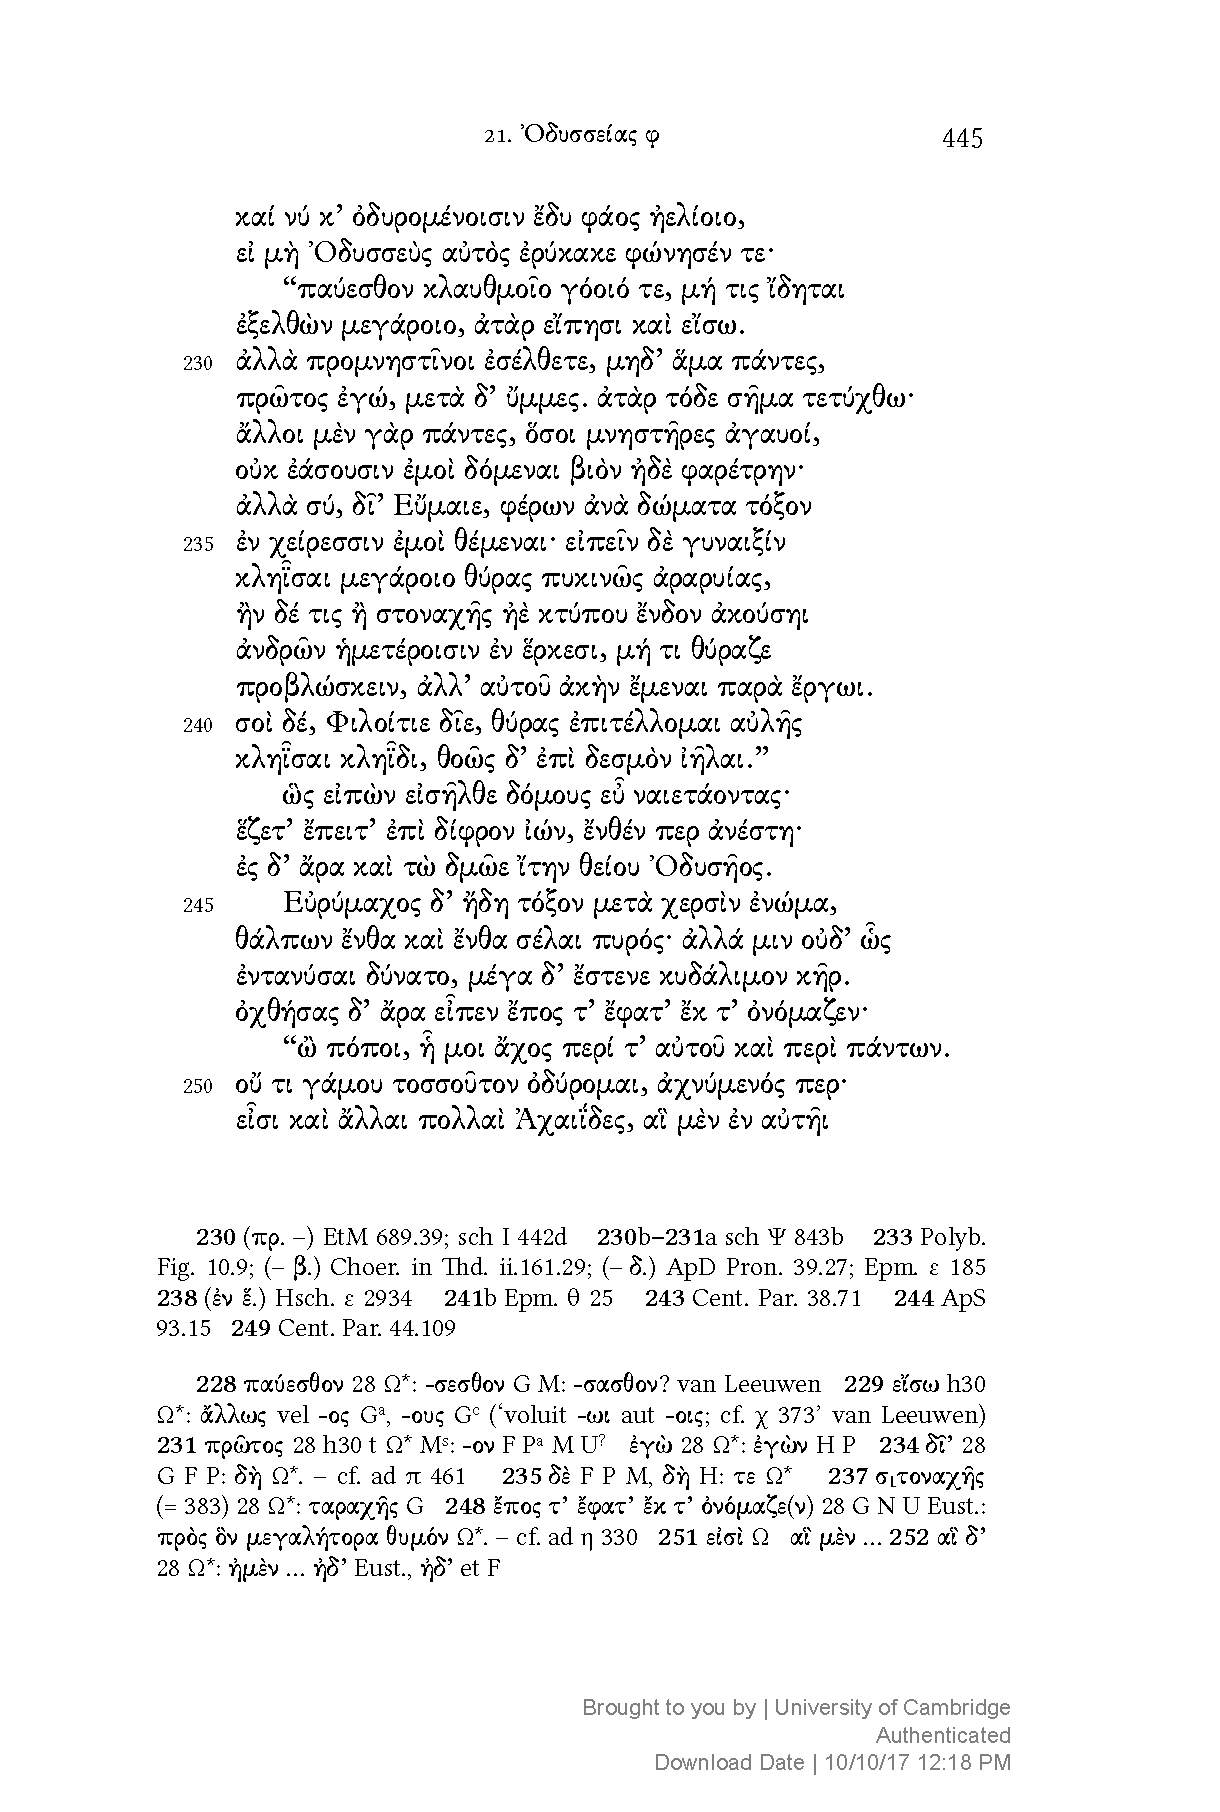 21. Ὀδυσσείας φ 445
καί νύ κ’ ὀδυρομένοισιν ἔδυ φάος ἠελίοιο,
εἰ μὴ Ὀδυσσεὺς αὐτὸς ἐρύκακε φώνησέν τε·
“παύεσθον κλαυθμοῖο γόοιό τε, μή τις ἴδηται
ἐξελθὼν μεγάροιο, ἀτὰρ εἴπησι καὶ εἴσω.
230 ἀλλὰ προμνηστῖνοι ἐσέλθετε, μηδ’ ἅμα πάντες,
πρῶτος ἐγώ, μετὰ δ’ ὔμμες. ἀτὰρ τόδε σῆμα τετύχθω·
ἄλλοι μὲν γὰρ πάντες, ὅσοι μνηστῆρες ἀγαυοί,
οὐκ ἐάσουσιν ἐμοὶ δόμεναι βιὸν ἠδὲ φαρέτρην·
ἀλλὰ σύ, δῖ’ Εὔμαιε, φέρων ἀνὰ δώματα τόξον
235 ἐν χείρεσσιν ἐμοὶ θέμεναι· εἰπεῖν δὲ γυναιξίν
κληῗσαι μεγάροιο θύρας πυκινῶς ἀραρυίας,
ἢν δέ τις ἢ στοναχῆς ἠὲ κτύπου ἔνδον ἀκούσηι
ἀνδρῶν ἡμετέροισιν ἐν ἕρκεσι, μή τι θύραζε
προβλώσκειν, ἀλλ’ αὐτοῦ ἀκὴν ἔμεναι παρὰ ἔργωι.
240 σοὶ δέ, Φιλοίτιε δῖε, θύρας ἐπιτέλλομαι αὐλῆς
κληῗσαι κληῗδι, θοῶς δ’ ἐπὶ δεσμὸν ἰῆλαι.”
ὣς εἰπὼν εἰσῆλθε δόμους εὖ ναιετάοντας·
ἕζετ’ ἔπειτ’ ἐπὶ δίφρον ἰών, ἔνθέν περ ἀνέστη·
ἐς δ’ ἄρα καὶ τὼ δμῶε ἴτην θείου Ὀδυσῆος.
245 Εὐρύμαχος δ’ ἤδη τόξον μετὰ χερσὶν ἐνώμα,
θάλπων ἔνθα καὶ ἔνθα σέλαι πυρός· ἀλλά μιν οὐδ’ ὧς
ἐντανύσαι δύνατο, μέγα δ’ ἔστενε κυδάλιμον κῆρ.
ὀχθήσας δ’ ἄρα εἶπεν ἔπος τ’ ἔφατ’ ἔκ τ’ ὀνόμαζεν·
“ὢ πόποι, ἦ μοι ἄχος περί τ’ αὐτοῦ καὶ περὶ πάντων.
250 οὔ τι γάμου τοσσοῦτον ὀδύρομαι, ἀχνύμενός περ·
εἶσι καὶ ἄλλαι πολλαὶ Ἀχαιΐδες, αἳ μὲν ἐν αὐτῆι
230 (πρ. –) EtM 689.39; sch I 442d 230b–231a sch Ψ 843b 233 Polyb.
Fig. 10.9; (– β.) Choer. in Thd. ii.161.29; (– δ.) ApD Pron. 39.27; Epm. ε 185
238 (ἐν ἕ.) Hsch. ε 2934 241b Epm. θ 25 243 Cent. Par. 38.71 244 ApS
93.15 249 Cent. Par. 44.109
228 παύεσθον 28 Ω*: -σεσθον G M: -σασθον? van Leeuwen 229 εἴσω h30
Ω*: ἄλλως vel -ος Gᵃ, -ους Gᶜ (‘voluit -ωι aut -οις; cf. χ 373’ van Leeuwen)
231 πρῶτος 28 h30 t Ω* Mˢ: -ον F Pᵃ M U? ἐγὼ 28 Ω*: ἐγὼν H P 234 δῖ’ 28
G F P: δὴ Ω*. – cf. ad π 461 235 δὲ F P M, δὴ H: τε Ω* 237 σιτοναχῆς
(= 383) 28 Ω*: ταραχῆς G 248 ἔπος τ’ ἔφατ’ ἔκ τ’ ὀνόμαζε(ν) 28 G N U Eust.:
πρὸς ὃν μεγαλήτορα θυμόν Ω*. – cf. ad η 330 251 εἰσὶ Ω αἳ μὲν ... 252 αἳ δ’
28 Ω*: ἠμὲν ... ἠδ’ Eust., ἠδ’ et F
Brought to you by | University of Cambridge
Authenticated
Download Date | 10/10/17 12:18 PM